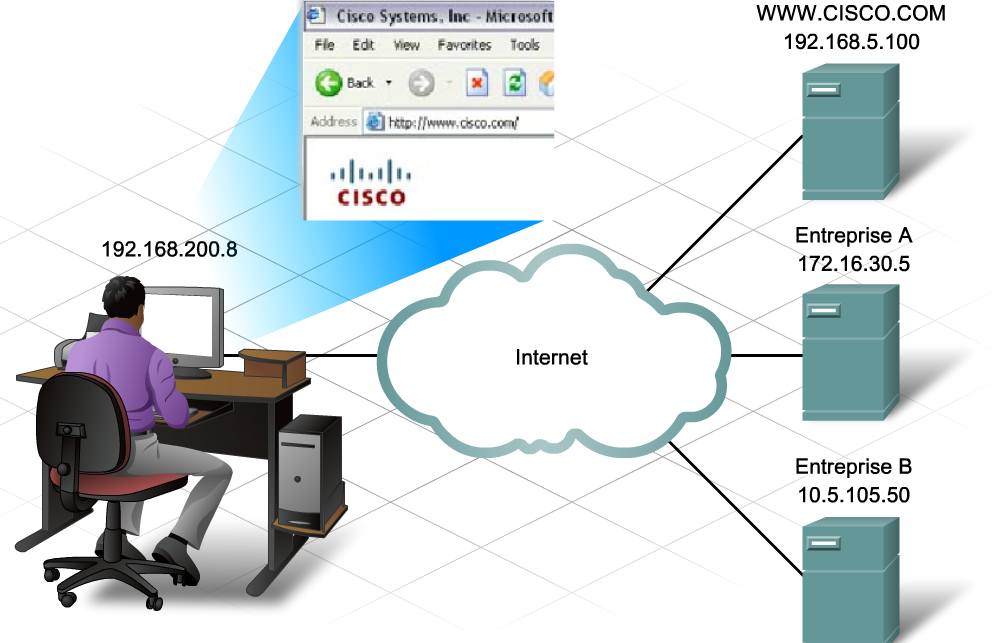 Cisco Systems, Inc - Microsoft
File Edit View Favorites Tools
Back
Address http://www.cisco.com/
CISCO
WWW.CISCO.COM
192.168.5.100
192.168.200.8
Entreprise A
172.16.30.5
Internet
Entreprise B
10.5.105.50